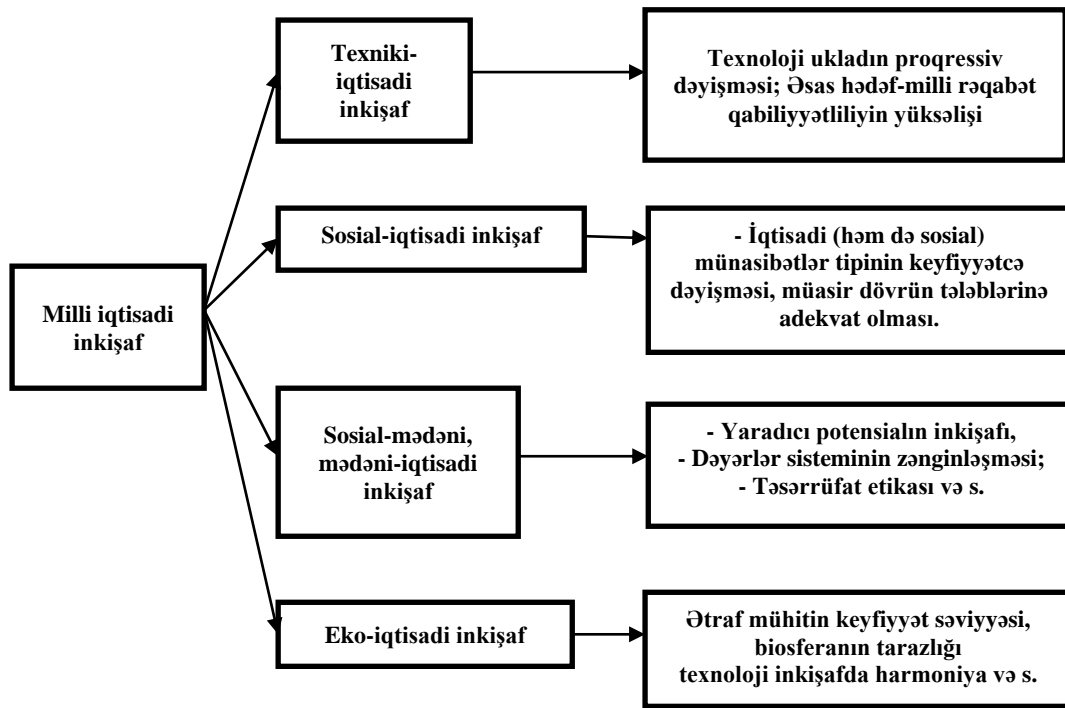 Milli iqtisadi
inkişaf
Texniki-
iqtisadi
inkişaf
Texnoloji ukladın proqressiv
dəyişməsi; Əsas hədəf-milli rəqabət
qabiliyyətliliyin yüksəlişi
Sosial-iqtisadi inkişaf
- İqtisadi (həm də sosial)
münasibətlər tipinin keyfiyyətcə
dəyişməsi, müasir dövrün tələblərinə
adekvat olması.
Sosial-mədəni,
mədəni-iqtisadi
inkişaf
- Yaradıcı potensialın inkişafı,
- Dəyərlər sisteminin zənginləşməsi;
- Təsərrüfat etikası və s.
Eko-iqtisadi inkişaf
Ətraf mühitin keyfiyyət səviyyəsi,
biosferanın tarazlığı
texnoloji inkişafda harmoniya və s.